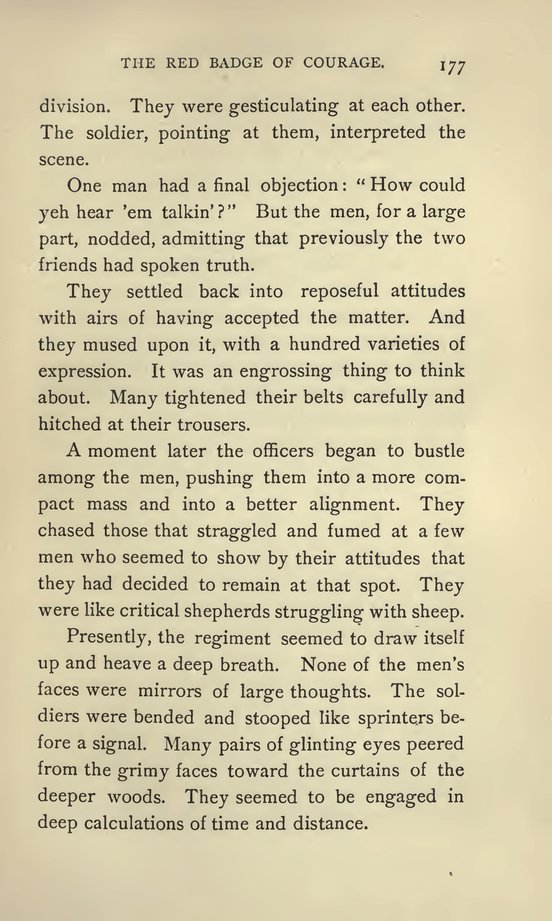 THE RED BADGE OF COURAGE. 177
division. They were gesticulating at each other.
The soldier, pointing at them, interpreted the
scene.
One man had a final objection: “How could
yeh hear ’em talkin’?” But the men, for a large
part, nodded, admitting that previously the two
friends had spoken truth.
They settled back into reposeful attitudes
with airs of having accepted the matter. And
they mused upon it, with a hundred varieties of
expression. It was an engrossing thing to think
about. Many tightened their belts carefully and
hitched at their trousers.
A moment later the officers began to bustle
among the men, pushing them into a more com-
pact mass and into a better alignment. They
chased those that straggled and fumed at a few
men who seemed to show by their attitudes that
they had decided to remain at that spot. They
were like critical shepherds struggling with sheep.
Presently, the regiment seemed to draw itself
up and heave a deep breath. None of the men’s
faces were mirrors of large thoughts. The sol-
diers were bended and stooped like sprinters be-
fore a signal. Many pairs of glinting eyes peered
from the grimy faces toward the curtains of the
deeper woods. They seemed to be engaged in
deep calculations of time and distance.